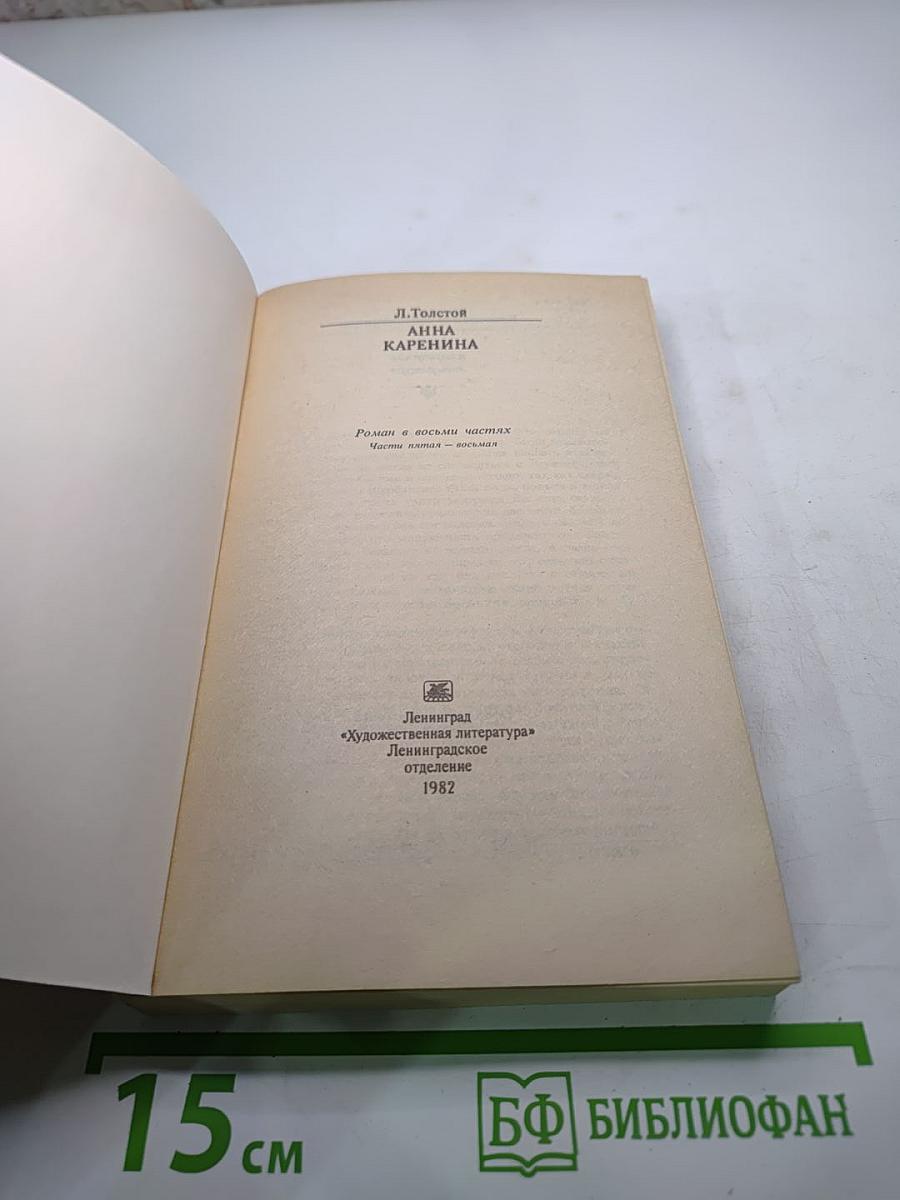 Л.Толстой
АННА
КАРЕНИНА
Роман в восьми частях
Части пятая — восьмая
Ленинград
«Художественная литература»
Ленинградское
отделение
1982
15 см
БФ БИБЛИОФАН